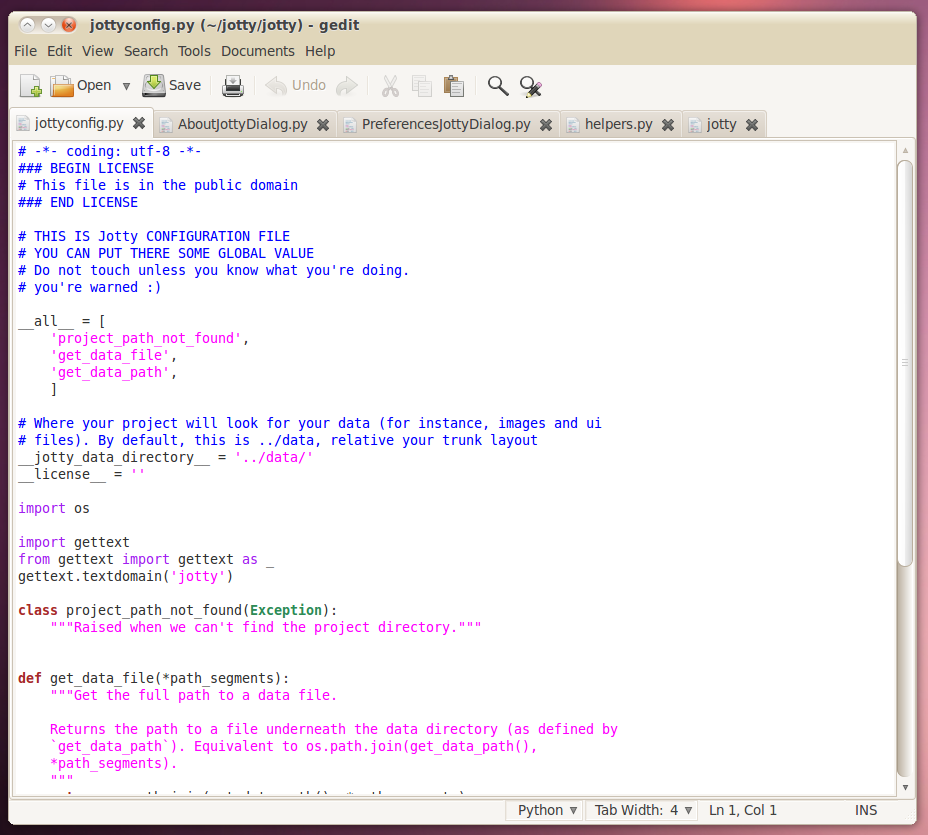 jottyconfig.py (~/jotty/jotty) - gedit
File Edit View Search Tools Documents Help
Open Save Undo
jottyconfig.py AboutJottyDialog.py PreferencesJottyDialog.py helpers.py jotty
# -*- coding: utf-8 -*-
### BEGIN LICENSE
# This file is in the public domain
### END LICENSE
# THIS IS Jotty CONFIGURATION FILE
# YOU CAN PUT THERE SOME GLOBAL VALUE
# Do not touch unless you know what you're doing.
# you're warned :)
__all__ = [
    'project_path_not_found',
    'get_data_file',
    'get_data_path',
    ]
# Where your project will look for your data (for instance, images and ui
# files). By default, this is ../data, relative your trunk layout
__jotty_data_directory__ = '../data/'
__license__ = ''
import os
import gettext
from gettext import gettext as _
gettext.textdomain('jotty')
class project_path_not_found(Exception):
    """Raised when we can't find the project directory."""
def get_data_file(*path_segments):
    """Get the full path to a data file.
    Returns the path to a file underneath the data directory (as defined by
    `get_data_path`). Equivalent to os.path.join(get_data_path(),
    *path_segments).
    """
Python Tab Width: 4 Ln 1, Col 1 INS